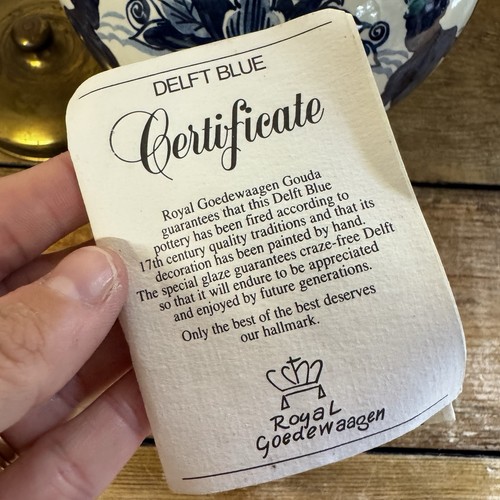 DELFT BLUE
Certificate
Royal Goedewaagen Gouda
guarantees that this Delft Blue
pottery has been fired according to
17th century quality traditions and that its
decoration has been painted by hand.
The special glaze guarantees craze-free Delft
so that it will endure to be appreciated
and enjoyed by future generations.
Only the best of the best deserves
our hallmark.
Royal
Goedewaagen